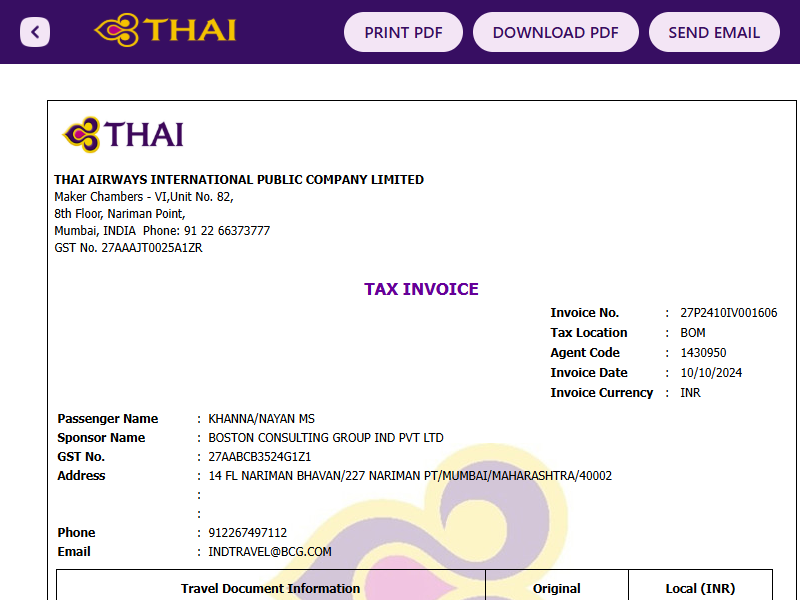 THAI
PRINT PDF
DOWNLOAD PDF
SEND EMAIL
THAI
THAI AIRWAYS INTERNATIONAL PUBLIC COMPANY LIMITED
Maker Chambers - VI,Unit No. 82,
8th Floor, Nariman Point,
Mumbai, INDIA Phone: 91 22 66373777
GST No. 27AAAJT0025A1ZR
TAX INVOICE
Invoice No. : 27P2410IV001606
Tax Location : BOM
Agent Code : 1430950
Invoice Date : 10/10/2024
Invoice Currency : INR
Passenger Name : KHANNA/NAYAN MS
Sponsor Name : BOSTON CONSULTING GROUP IND PVT LTD
GST No. : 27AABCB3524G1Z1
Address : 14 FL NARIMAN BHAVAN/227 NARIMAN PT/MUMBAI/MAHARASHTRA/40002
:
:
Phone : 912267497112
Email : INDTRAVEL@BCG.COM
Travel Document Information Original Local (INR)